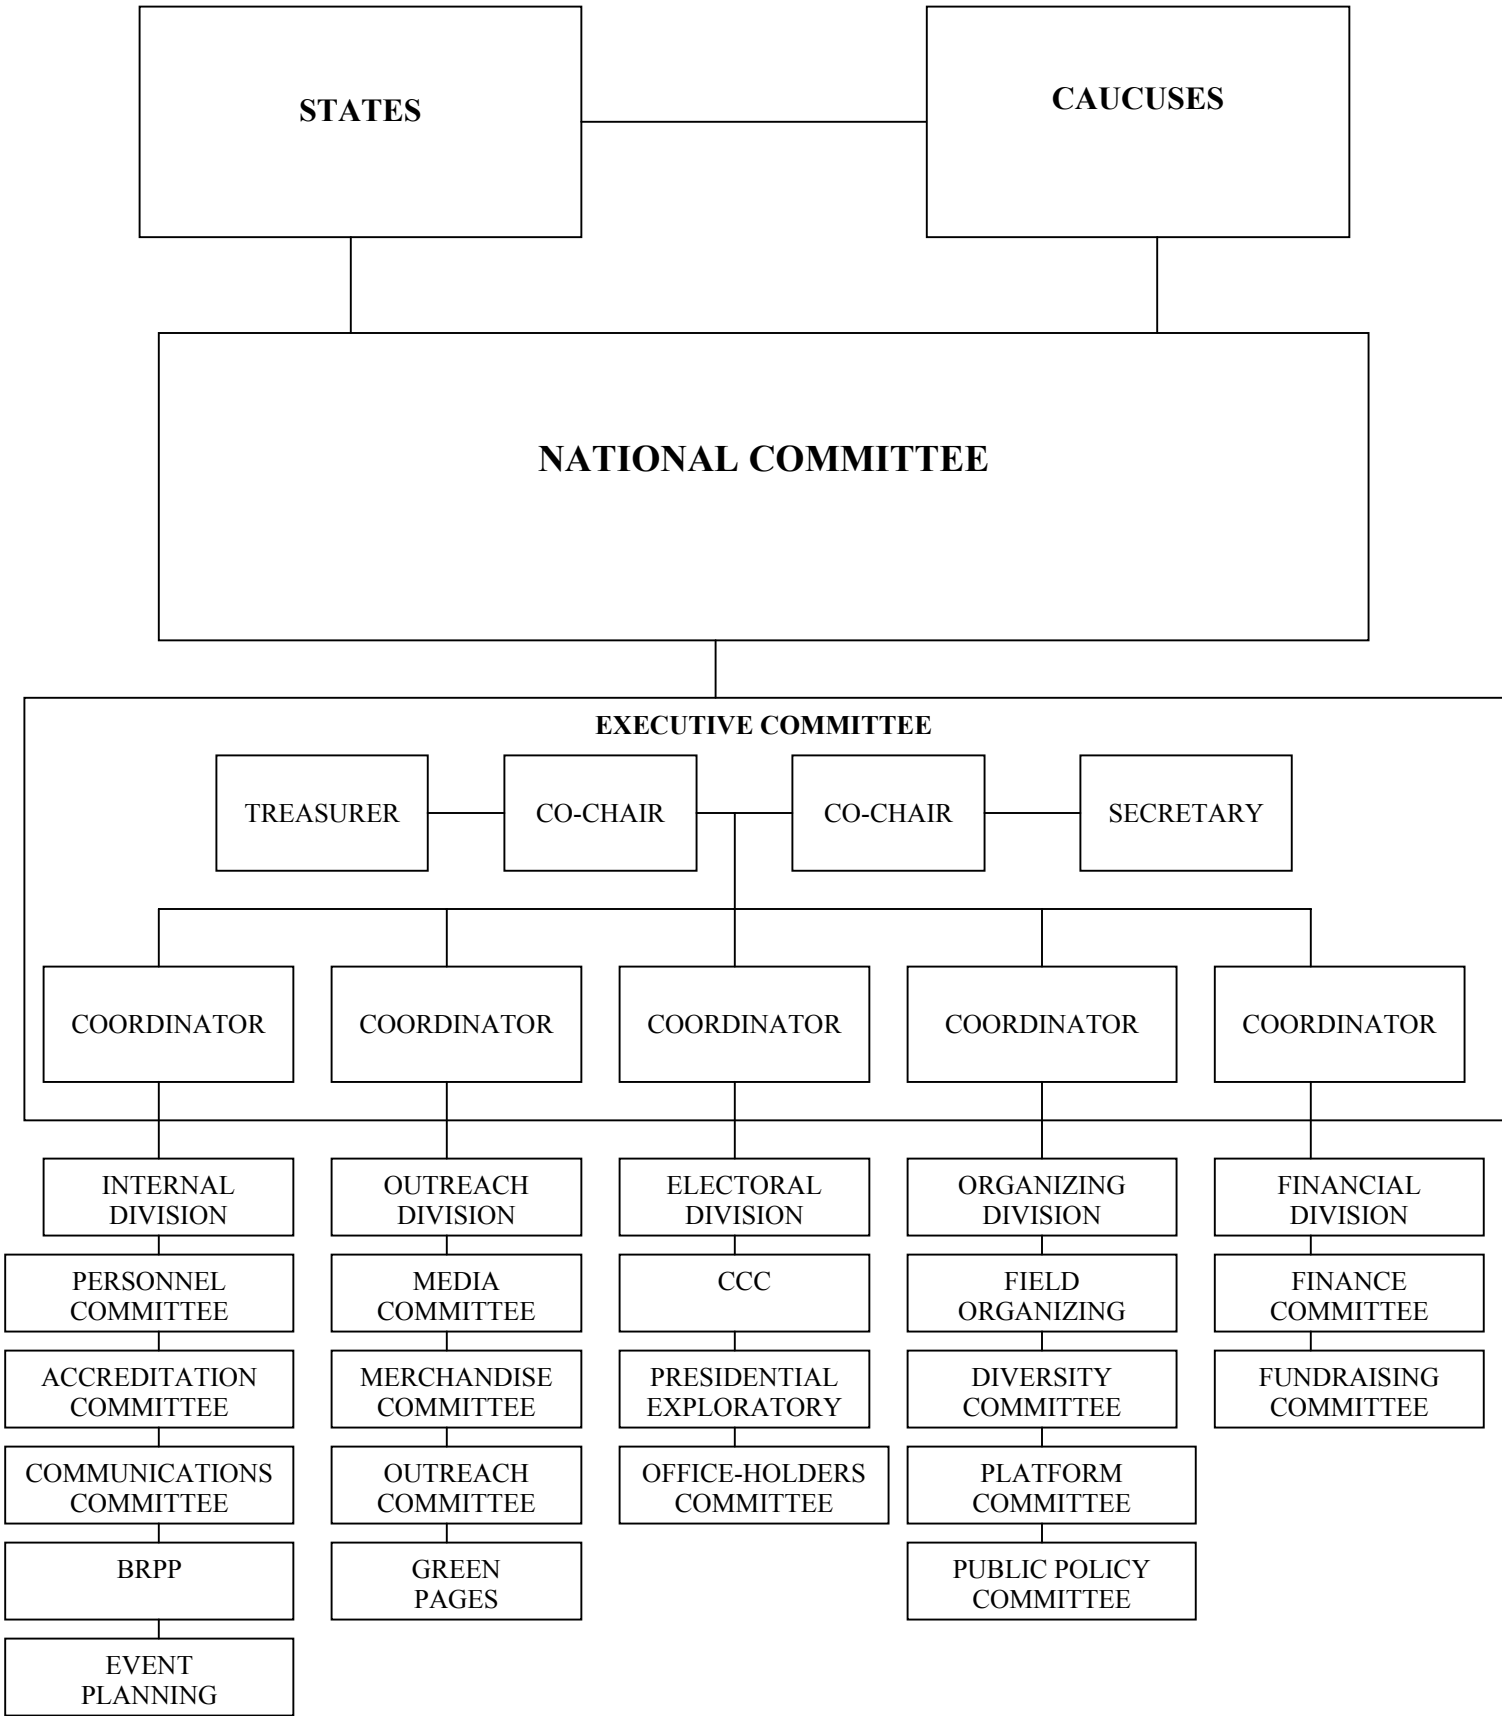 STATES
CAUCUSES
NATIONAL COMMITTEE
EXECUTIVE COMMITTEE
TREASURER
CO-CHAIR
CO-CHAIR
SECRETARY
COORDINATOR
COORDINATOR
COORDINATOR
COORDINATOR
COORDINATOR
INTERNAL
DIVISION
OUTREACH
DIVISION
ELECTORAL
DIVISION
ORGANIZING
DIVISION
FINANCIAL
DIVISION
PERSONNEL
COMMITTEE
MEDIA
COMMITTEE
CCC
FIELD
ORGANIZING
FINANCE
COMMITTEE
ACCREDITATION
COMMITTEE
MERCHANDISE
COMMITTEE
PRESIDENTIAL
EXPLORATORY
DIVERSITY
COMMITTEE
FUNDRAISING
COMMITTEE
COMMUNICATIONS
COMMITTEE
OUTREACH
COMMITTEE
OFFICE-HOLDERS
COMMITTEE
PLATFORM
COMMITTEE
BRPP
GREEN
PAGES
PUBLIC POLICY
COMMITTEE
EVENT
PLANNING